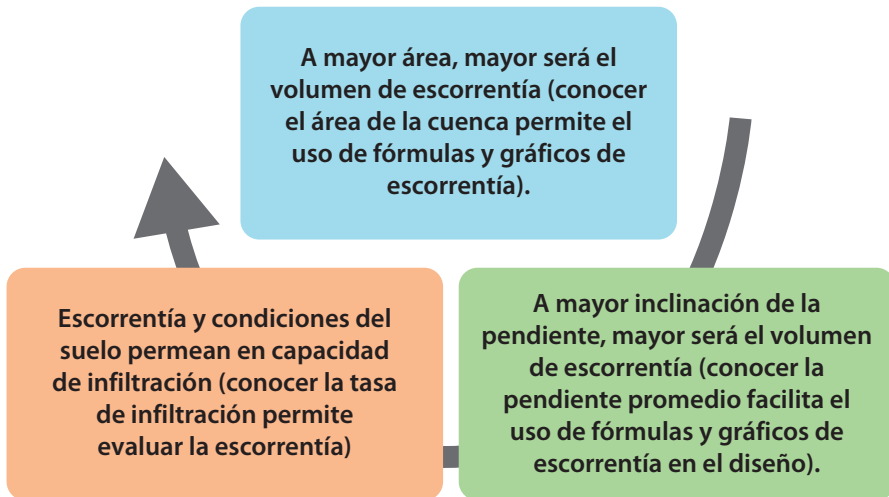 A mayor área, mayor será el
volumen de escorrentía (conocer
el área de la cuenca permite el
uso de fórmulas y gráficos de
escorrentía).
Escorrentía y condiciones del
suelo permean en capacidad
de infiltración (conocer la tasa
de infiltración permite
evaluar la escorrentía)
A mayor inclinación de la
pendiente, mayor será el volumen
de escorrentía (conocer la
pendiente promedio facilita el
uso de fórmulas y gráficos de
escorrentía en el diseño).